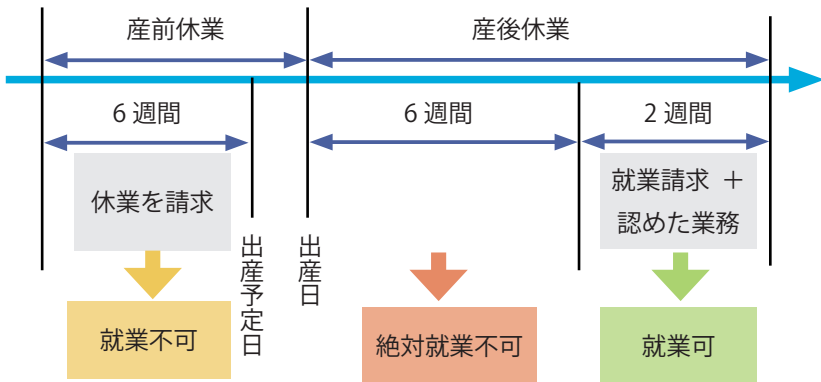 産前休業
産後休業
6 週間
6 週間
2 週間
休業を請求
就業請求 ＋
認めた業務
出産予定日
出産日
就業不可
絶対就業不可
就業可